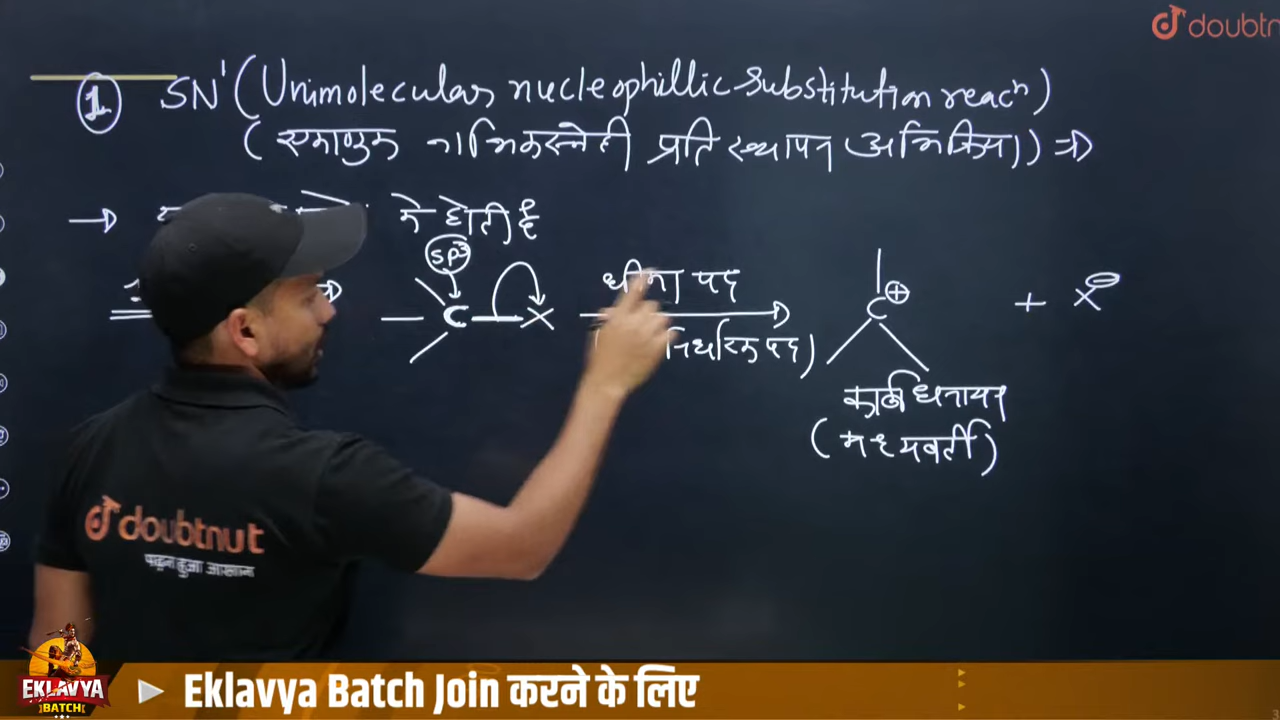 doubtn
1 SN¹ (Unimolecular nucleophillic substitution reacⁿ)
(एकाणुक नाभिकस्नेही प्रतिस्थापन अभिक्रिया) ⇒
→ में होती है
SP³
C X धीमा पद C ⊕ + X ⊖
निर्धारक पद)
कार्बधनायन
(मध्यवर्ती)
doubtnut
पढ़ना हुआ आसान
EKLAVYA
BATCH
Eklavya Batch Join करने के लिए